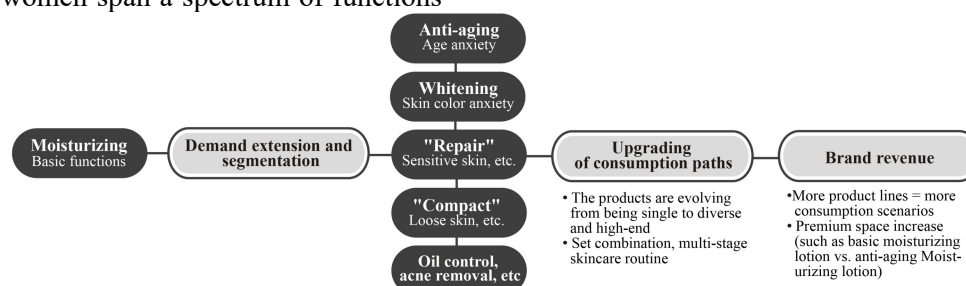 women span a spectrum of functions
Anti-aging
Age anxiety
Whitening
Skin color anxiety
Moisturizing
Basic functions
Demand extension and
segmentation
"Repair"
Sensitive skin, etc.
"Compact"
Loose skin, etc.
Oil control,
acne removal, etc
Upgrading
of consumption paths
• The products are evolving
from being single to diverse
and high-end
• Set combination, multi-stage
skincare routine
Brand revenue
•More product lines = more
consumption scenarios
• Premium space increase
(such as basic moisturizing
lotion vs. anti-aging Moist-
urizing lotion)